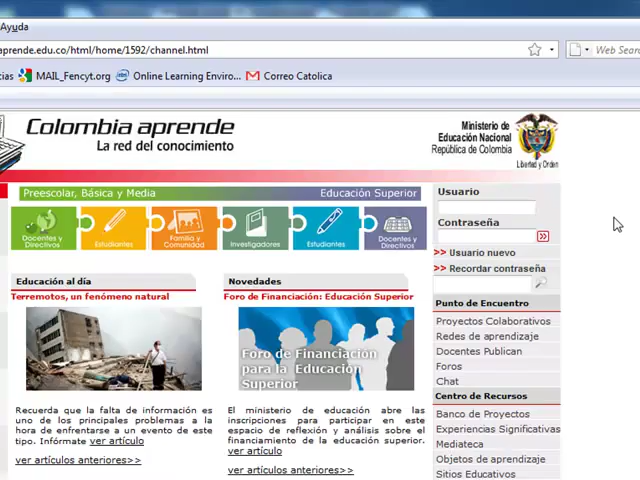 Ayuda
aprende.edu.co/html/home/1592/channel.html
Web Sear
cias MAIL_Fencyt.org Online Learning Enviro... Correo Catolica
Colombia aprende
La red del conocimiento
Ministerio de
Educación Nacional
República de Colombia
Libertad y Orden
Preescolar, Básica y Media
Educación Superior
Docentes y
Directivos
Estudiantes
Familia y
Comunidad
Investigadores
Estudiantes
Docentes y
Directivos
Usuario
Contraseña
>> Usuario nuevo
>> Recordar contraseña
Educación al día
Terremotos, un fenómeno natural
Recuerda que la falta de información es
uno de los principales problemas a la
hora de enfrentarse a un evento de este
tipo. Infórmate ver artículo
ver artículos anteriores>>
Novedades
Foro de Financiación: Educación Superior
Foro de Financiación
para la Educación
Superior
El ministerio de educación abre las
inscripciones para participar en este
espacio de reflexión y análisis sobre el
financiamiento de la educación superior.
ver artículo
ver artículos anteriores>>
Punto de Encuentro
Proyectos Colaborativos
Redes de aprendizaje
Docentes Publican
Foros
Chat
Centro de Recursos
Banco de Proyectos
Experiencias Significativas
Mediateca
Objetos de aprendizaje
Sitios Educativos